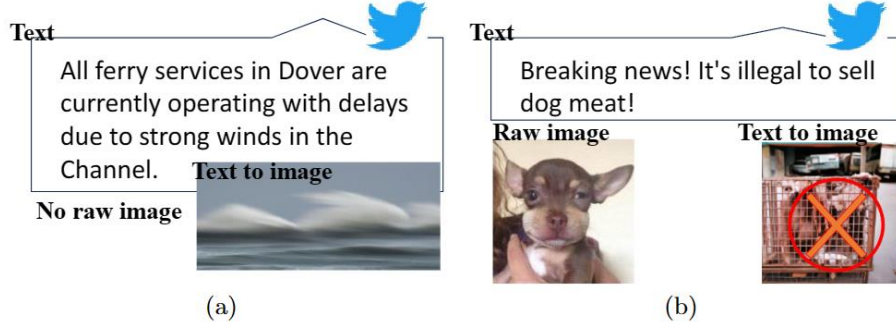 Text
All ferry services in Dover are
currently operating with delays
due to strong winds in the
Channel.
Text to image
No raw image
(a)
Text
Breaking news! It's illegal to sell
dog meat!
Raw image
Text to image
(b)